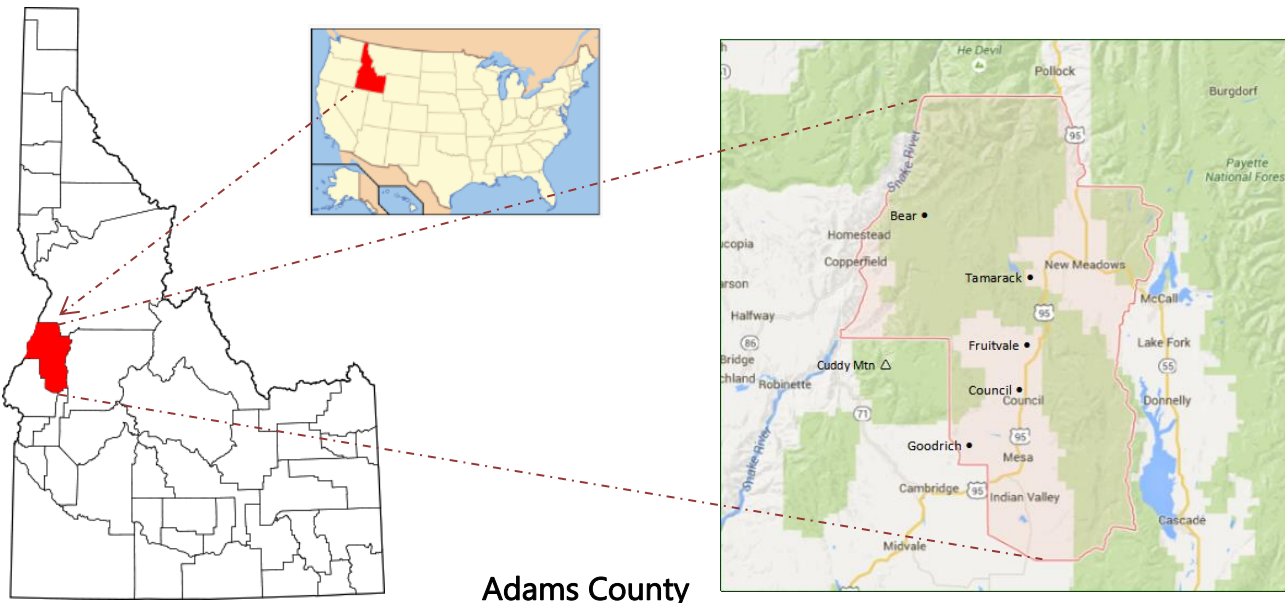 He Devil
51
Pollock
Burgdorf
95
Snake River
Payette
National Fores
Bear
Homestead
ucopia
Copperfield
New Meadows
Tamarack
arson
McCall
Halfway
95
86
Fruitvale
Lake Fork
Bridge
Cuddy Mtn
55
chland
Robinette
Council
Council
Donnelly
71
Goodrich
95
Mesa
Snake River
Cambridge
95
Indian Valley
Cascade
Midvale
Adams County